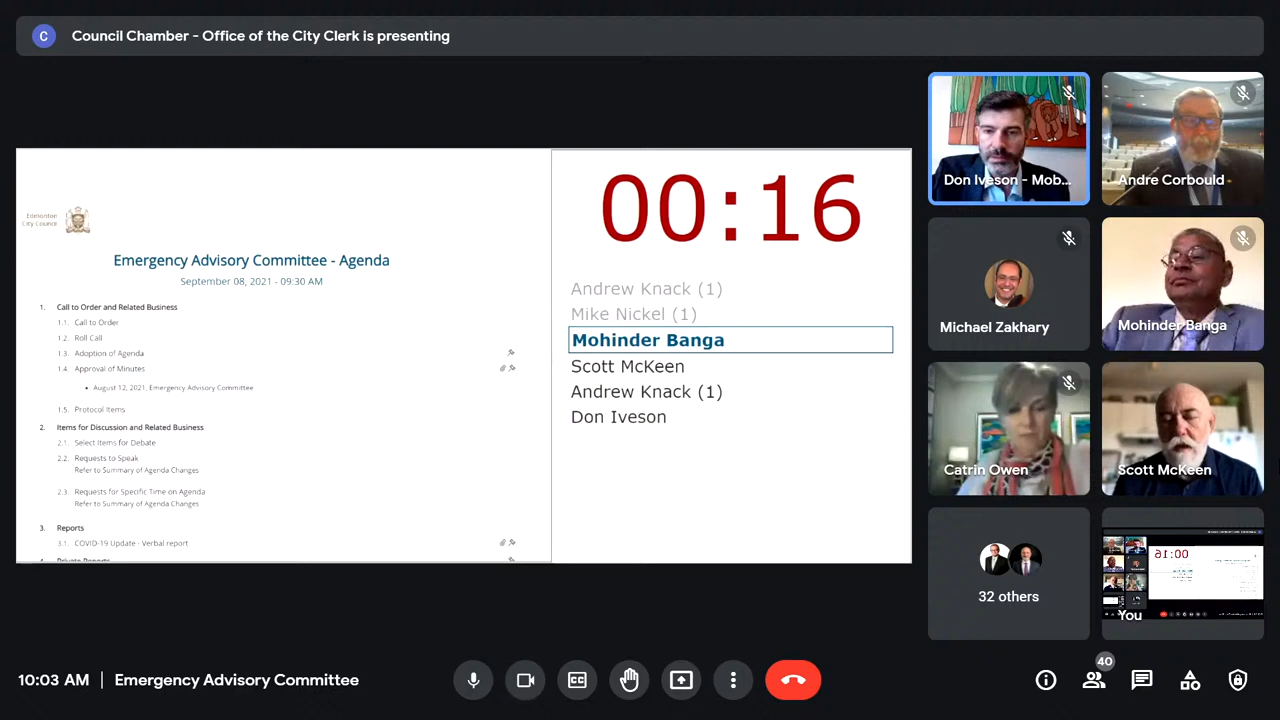 C Council Chamber - Office of the City Clerk is presenting
Edmonton
City Council
Emergency Advisory Committee - Agenda
September 08, 2021 - 09:30 AM
1. Call to Order and Related Business
1.1. Call to Order
1.2. Roll Call
1.3. Adoption of Agenda
1.4. Approval of Minutes
• August 12, 2021, Emergency Advisory Committee
1.5. Protocol Items
2. Items for Discussion and Related Business
2.1. Select Items for Debate
2.2. Requests to Speak
Refer to Summary of Agenda Changes
2.3. Requests for Specific Time on Agenda
Refer to Summary of Agenda Changes
3. Reports
3.1. COVID-19 Update - Verbal report
4. Private Reports
00:16
Andrew Knack (1)
Mike Nickel (1)
Mohinder Banga
Scott McKeen
Andrew Knack (1)
Don Iveson
Don Iveson - Mob...
Andre Corbould
Michael Zakhary
Mohinder Banga
Catrin Owen
Scott McKeen
32 others
00:16
You
10:03 AM | Emergency Advisory Committee
40